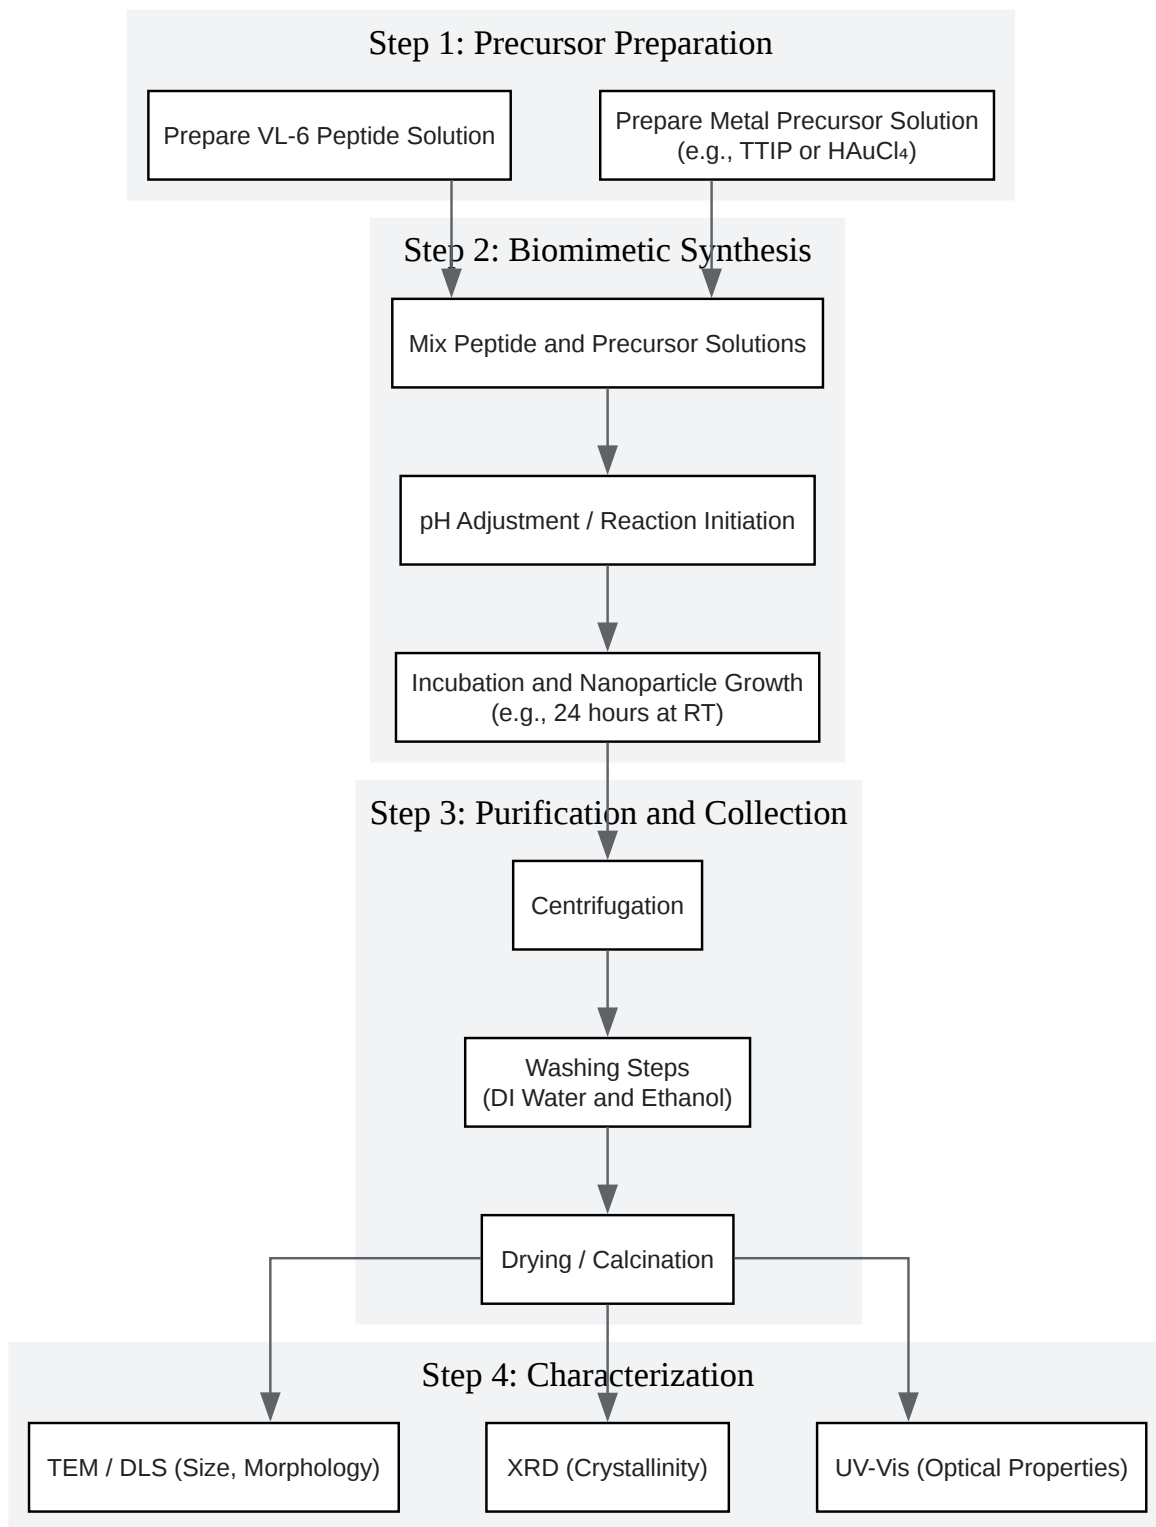 Step 1: Precursor Preparation
Prepare VL-6 Peptide Solution
Prepare Metal Precursor Solution
(e.g., TTIP or HAuCl₄)
Step 2: Biomimetic Synthesis
Mix Peptide and Precursor Solutions
pH Adjustment / Reaction Initiation
Incubation and Nanoparticle Growth
(e.g., 24 hours at RT)
Step 3: Purification and Collection
Centrifugation
Washing Steps
(DI Water and Ethanol)
Drying / Calcination
Step 4: Characterization
TEM / DLS (Size, Morphology)
XRD (Crystallinity)
UV-Vis (Optical Properties)